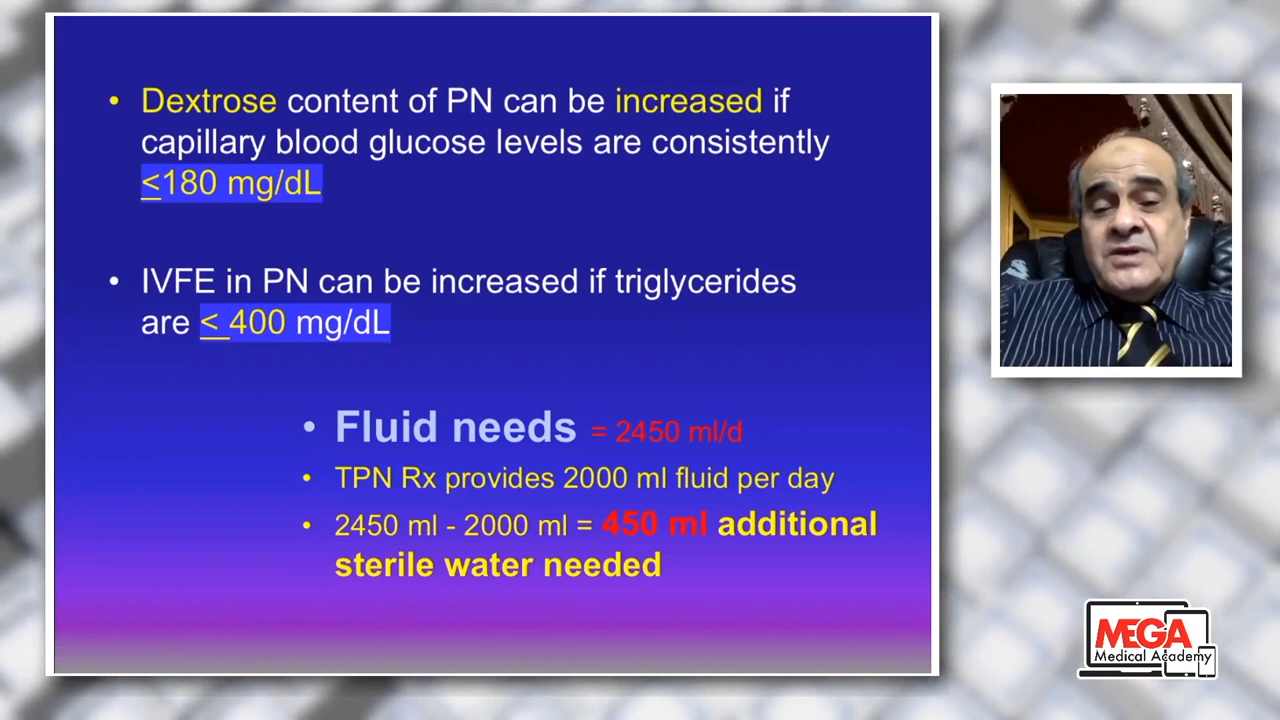 • Dextrose content of PN can be increased if
capillary blood glucose levels are consistently
<180 mg/dL
• IVFE in PN can be increased if triglycerides
are < 400 mg/dL
• Fluid needs = 2450 ml/d
• TPN Rx provides 2000 ml fluid per day
• 2450 ml - 2000 ml = 450 ml additional
sterile water needed
MEGA
Medical Academy